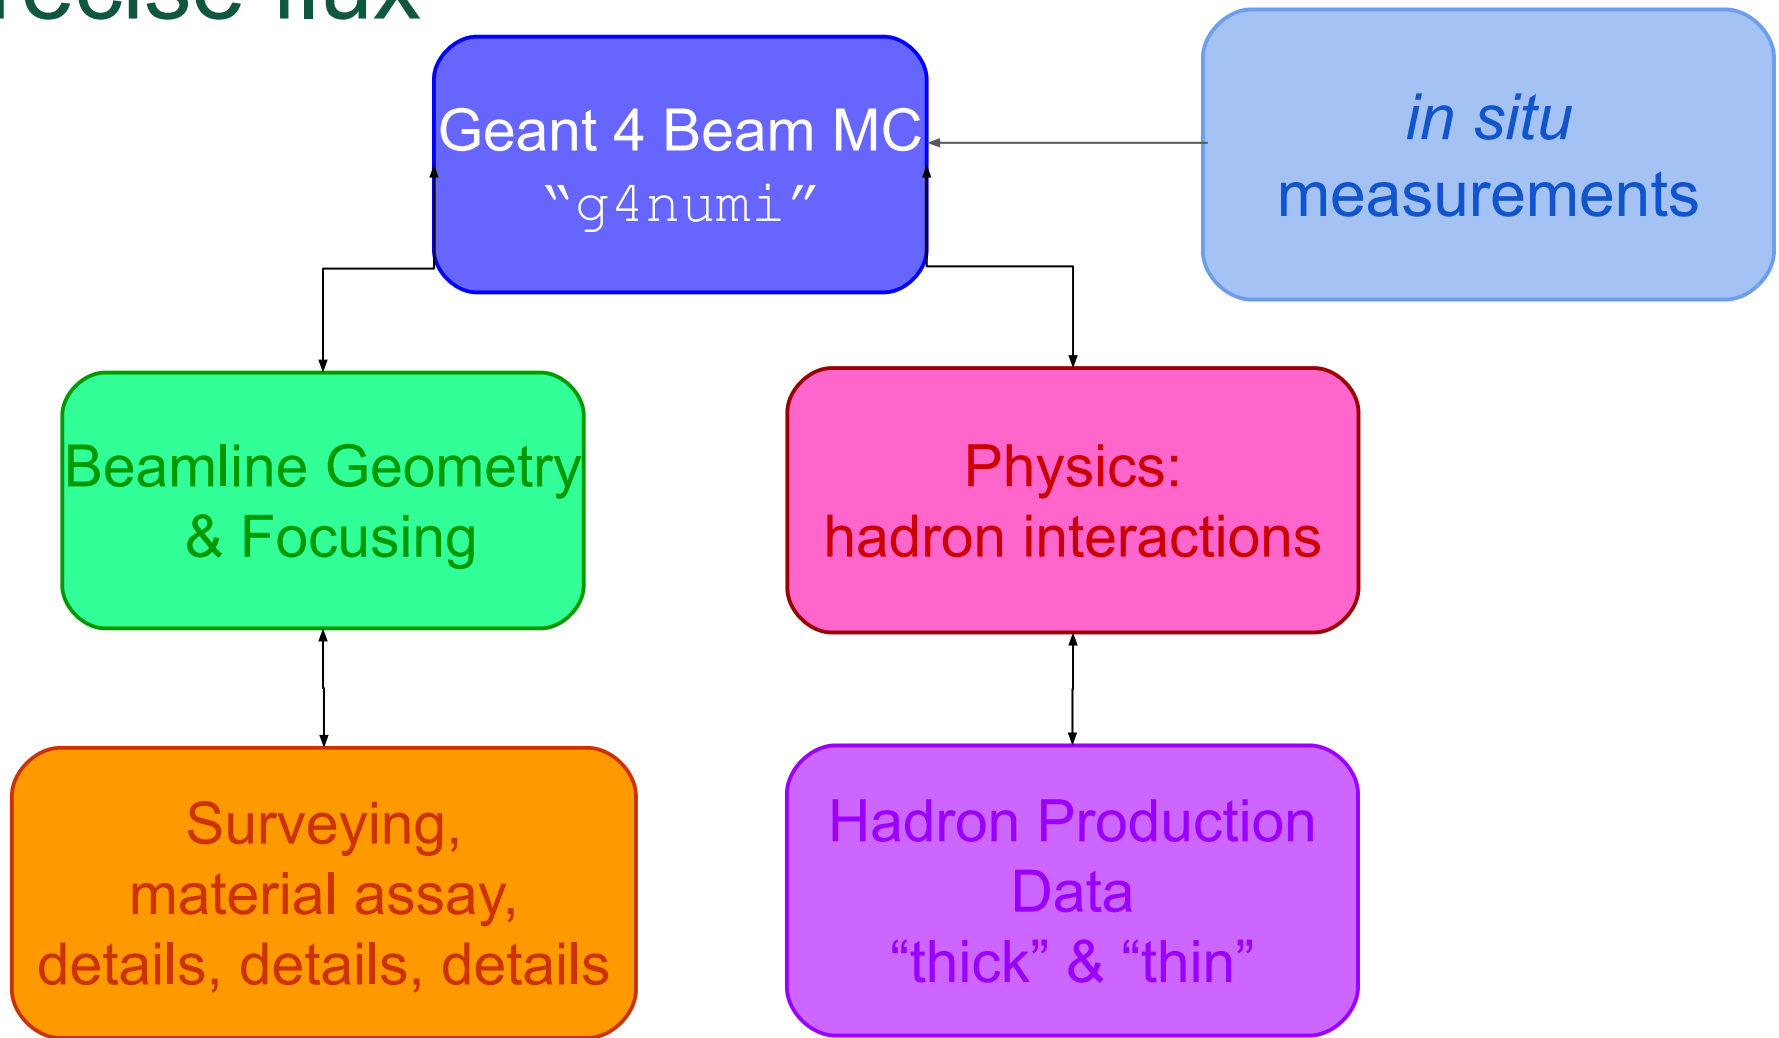 flux
Geant 4 Beam MC
“g4numi”
in situ
measurements
Beamline Geometry
& Focusing
Physics:
hadron interactions
Surveying,
material assay,
details, details, details
Hadron Production
Data
“thick” & “thin”